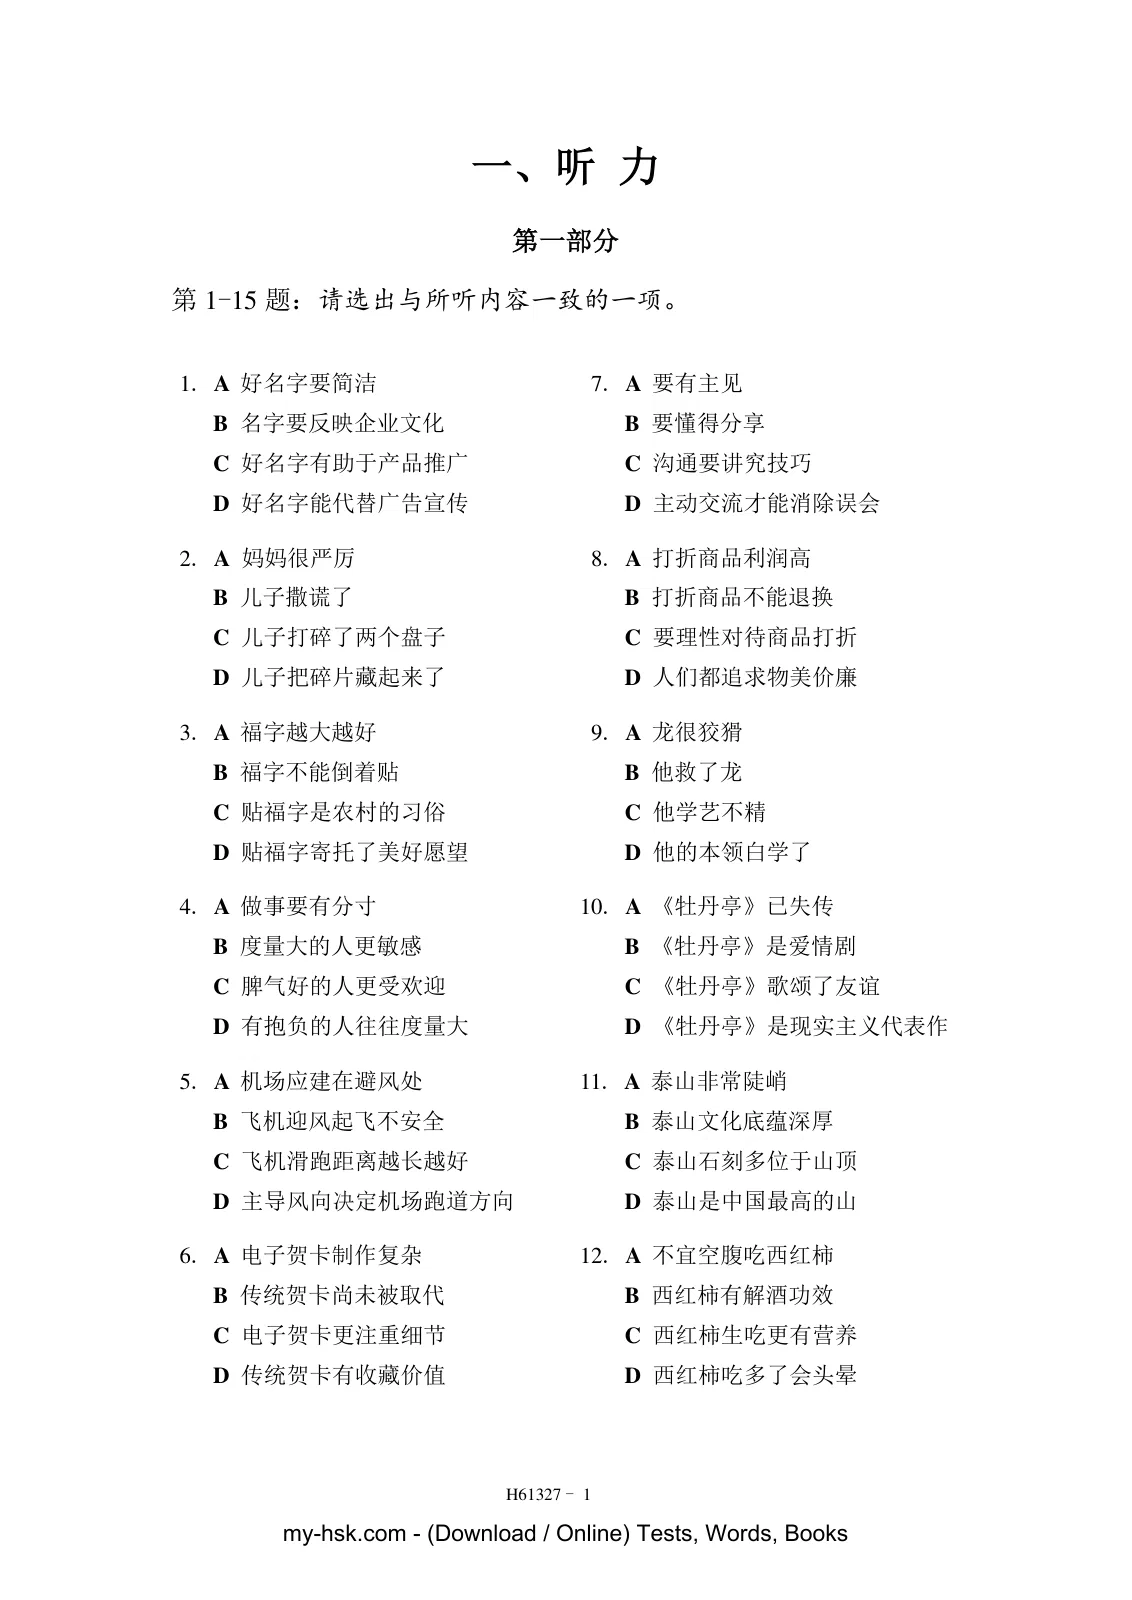 一、听 力
第一部分
第 1-15 题：请选出与所听内容一致的一项。
1. A 好名字要简洁
B 名字要反映企业文化
C 好名字有助于产品推广
D 好名字能代替广告宣传
2. A 妈妈很严厉
B 儿子撒谎了
C 儿子打碎了两个盘子
D 儿子把碎片藏起来了
3. A 福字越大越好
B 福字不能倒着贴
C 贴福字是农村的习俗
D 贴福字寄托了美好愿望
4. A 做事要有分寸
B 度量大的人更敏感
C 脾气好的人更受欢迎
D 有抱负的人往往度量大
5. A 机场应建在避风处
B 飞机迎风起飞不安全
C 飞机滑跑距离越长越好
D 主导风向决定机场跑道方向
6. A 电子贺卡制作复杂
B 传统贺卡尚未被取代
C 电子贺卡更注重细节
D 传统贺卡有收藏价值
7. A 要有主见
B 要懂得分享
C 沟通要讲究技巧
D 主动交流才能消除误会
8. A 打折商品利润高
B 打折商品不能退换
C 要理性对待商品打折
D 人们都追求物美价廉
9. A 龙很狡猾
B 他救了龙
C 他学艺不精
D 他的本领白学了
10. A 《牡丹亭》已失传
B 《牡丹亭》是爱情剧
C 《牡丹亭》歌颂了友谊
D 《牡丹亭》是现实主义代表作
11. A 泰山非常陡峭
B 泰山文化底蕴深厚
C 泰山石刻多位于山顶
D 泰山是中国最高的山
12. A 不宜空腹吃西红柿
B 西红柿有解酒功效
C 西红柿生吃更有营养
D 西红柿吃多了会头晕
H61327 - 1
my-hsk.com - (Download / Online) Tests, Words, Books